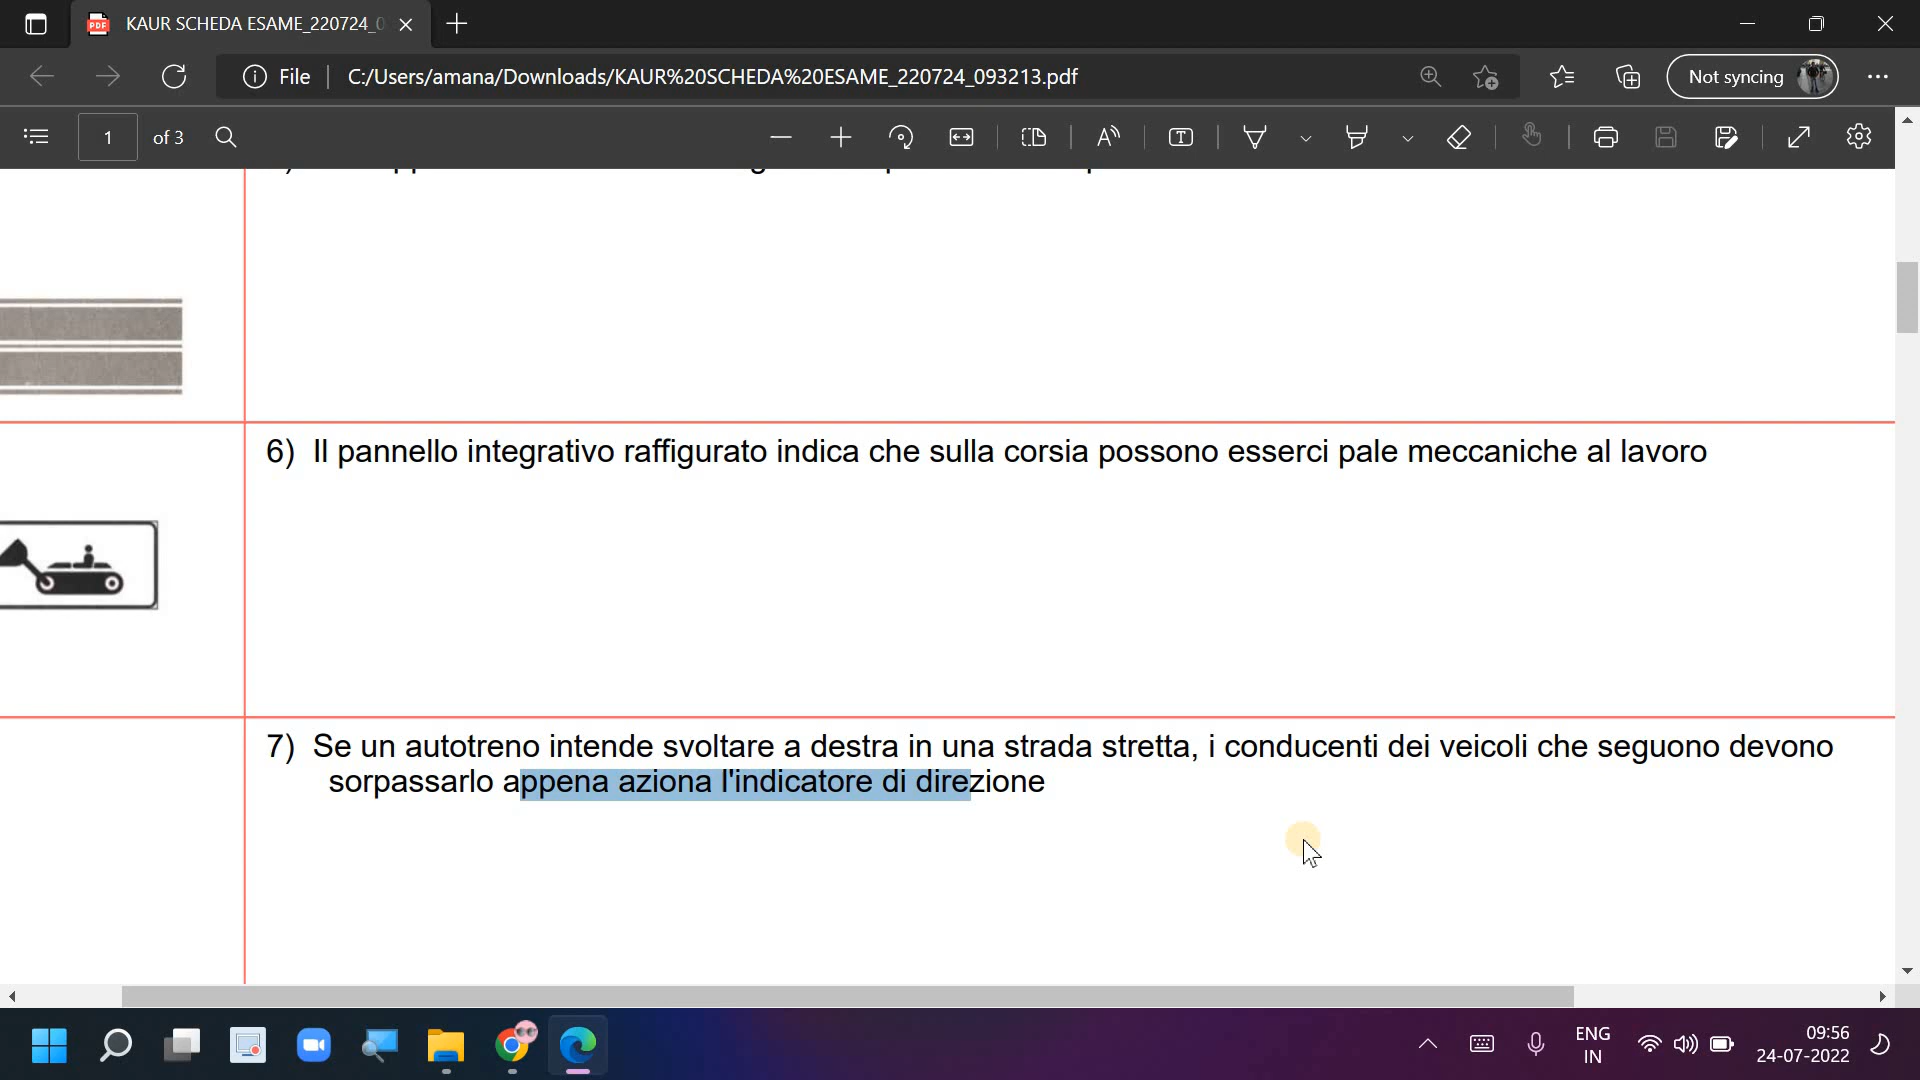 KAUR SCHEDA ESAME_220724_0
File
C:/Users/amana/Downloads/KAUR%20SCHEDA%20ESAME_220724_093213.pdf
Not syncing
1 of 3
6) Il pannello integrativo raffigurato indica che sulla corsia possono esserci pale meccaniche al lavoro
7) Se un autotreno intende svoltare a destra in una strada stretta, i conducenti dei veicoli che seguono devono
sorpassarlo appena aziona l'indicatore di direzione
ENG
IN
09:56
24-07-2022